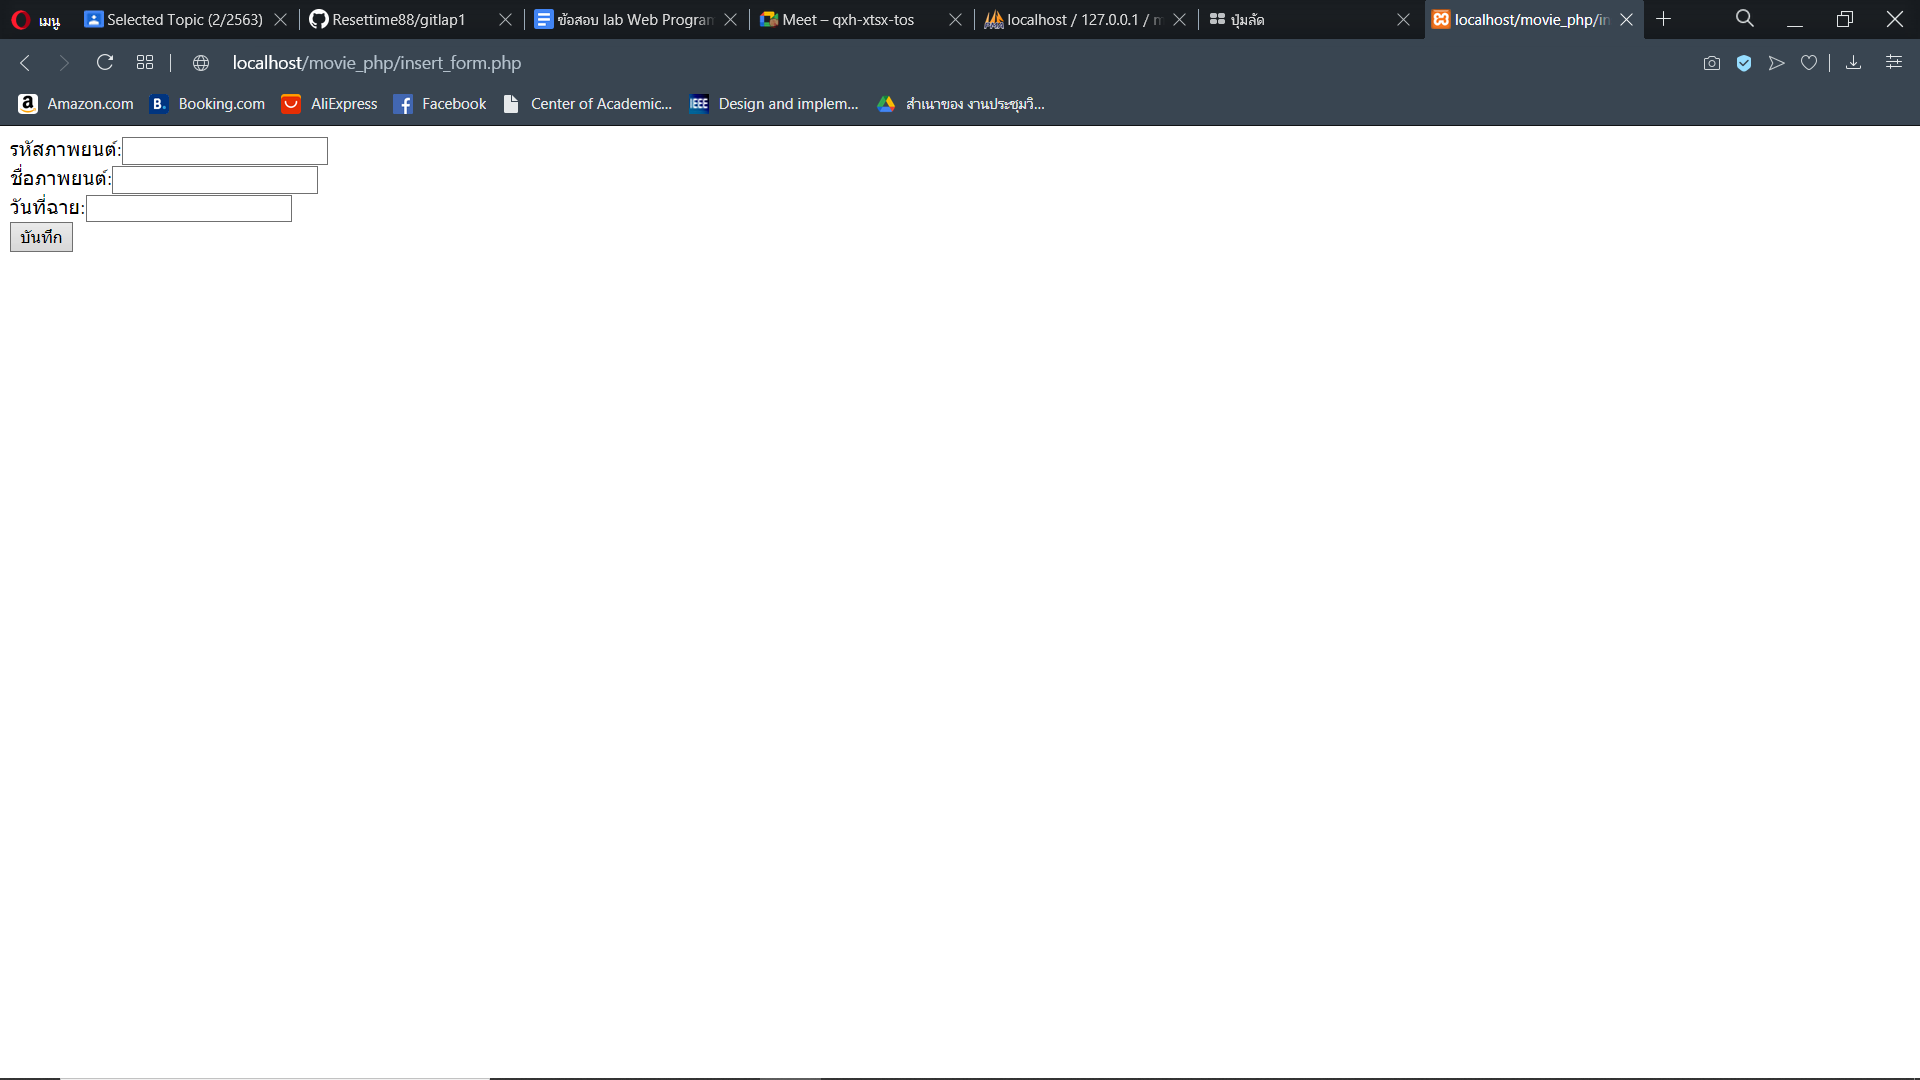 เมนู
Selected Topic (2/2563)
Resettime88/gitlap1
ข้อสอบ lab Web Program
Meet – qxh-xtsx-tos
localhost / 127.0.0.1 / m
ปุ่มลัด
localhost/movie_php/in
localhost/movie_php/insert_form.php
Amazon.com
B. Booking.com
AliExpress
Facebook
Center of Academic...
IEEE Design and implem...
สำเนาของ งานประชุมวิ...
รหัสภาพยนต์:
ชื่อภาพยนต์:
วันที่ฉาย:
บันทึก